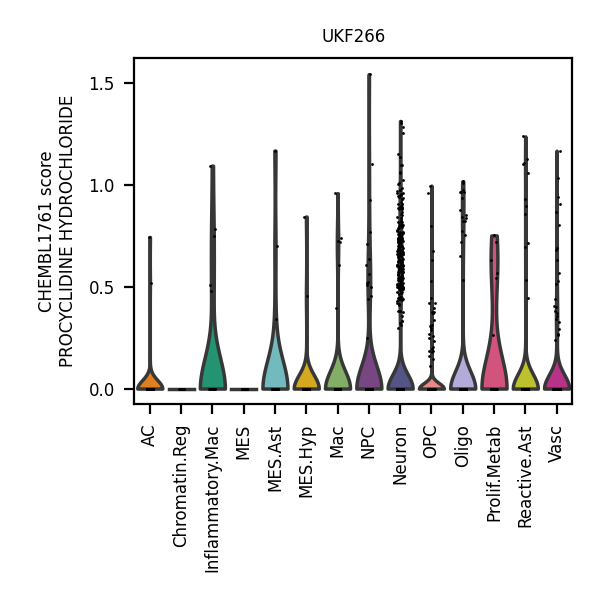 UKF266
CHEMBL1761 score
PROCYCLIDINE HYDROCHLORIDE
1.5
1.0
0.5
0.0
AC
Chromatin.Reg
Inflammatory.Mac
MES
MES.Ast
MES.Hyp
Mac
NPC
Neuron
OPC
Oligo
Prolif.Metab
Reactive.Ast
Vasc